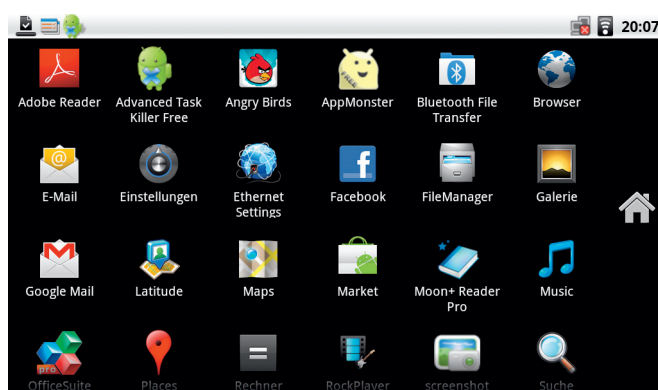 20:07
Adobe Reader
Advanced Task
Killer Free
Angry Birds
AppMonster
FREE
Bluetooth File
Transfer
Browser
E-Mail
Einstellungen
Ethernet
Settings
Facebook
FileManager
Galerie
Google Mail
Latitude
Maps
Market
Moon+ Reader
Pro
Music
pro
OfficeSuite
Places
Rechner
RockPlayer
screenshot
Suche